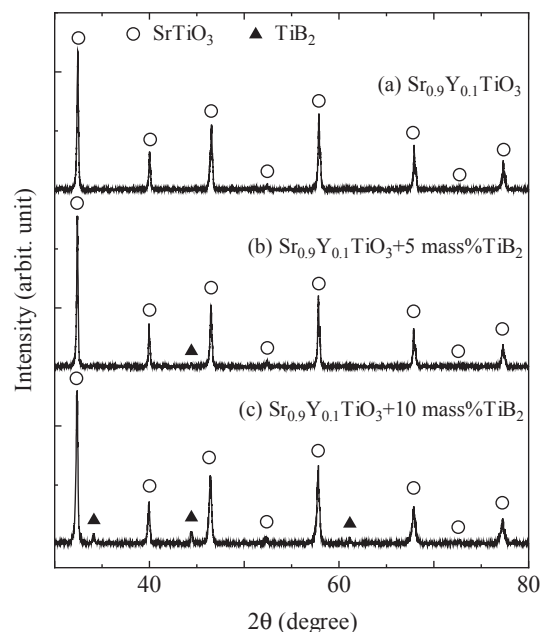 ○ SrTiO₃ ▲ TiB₂
(a) Sr₀.₉Y₀.₁TiO₃
(b) Sr₀.₉Y₀.₁TiO₃+5 mass%TiB₂
(c) Sr₀.₉Y₀.₁TiO₃+10 mass%TiB₂
Intensity (arbit. unit)
40 60 80
2θ (degree)